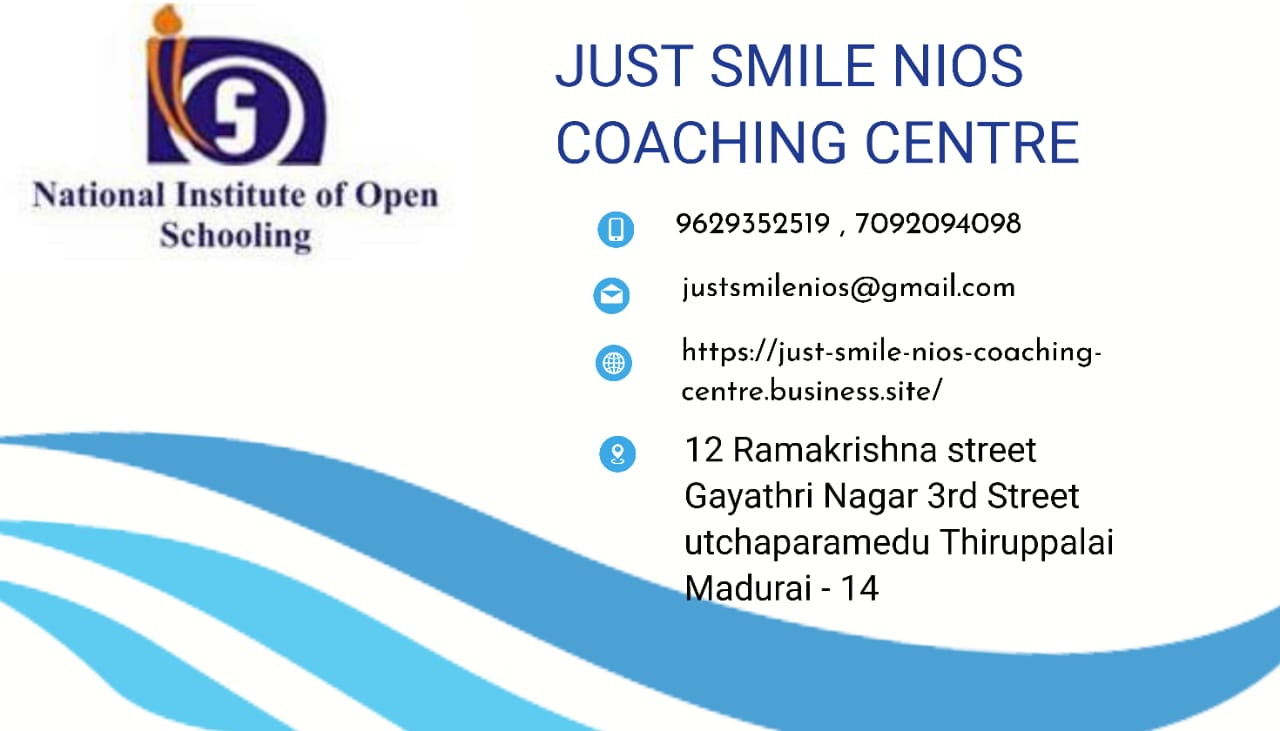 National Institute of Open
Schooling
JUST SMILE NIOS
COACHING CENTRE
9629352519 , 7092094098
justsmilenios@gmail.com
https://just-smile-nios-coaching-
centre.business.site/
12 Ramakrishna street
Gayathri Nagar 3rd Street
utchaparamedu Thiruppalai
Madurai - 14